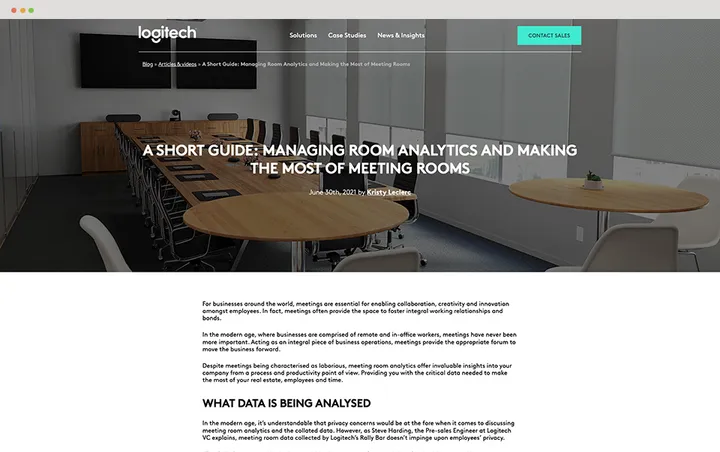 logitech
Solutions Case Studies News & Insights
CONTACT SALES
Blog » Articles & videos » A Short Guide: Managing Room Analytics and Making the Most of Meeting Rooms
A SHORT GUIDE: MANAGING ROOM ANALYTICS AND MAKING
THE MOST OF MEETING ROOMS
June 30th, 2021 by Kristy Leclerc
For businesses around the world, meetings are essential for enabling collaboration, creativity and innovation
amongst employees. In fact, meetings often provide the space to foster integral working relationships and
bonds.
In the modern age, where businesses are comprised of remote and in-office workers, meetings have never been
more important. Acting as an integral piece of business operations, meetings provide the appropriate forum to
move the business forward.
Despite meetings being characterised as laborious, meeting room analytics offer invaluable insights into your
company from a process and productivity point of view. Providing you with the critical data needed to make
the most of your real estate, employees and time.
WHAT DATA IS BEING ANALYSED
In the modern age, it's understandable that privacy concerns would be at the fore when it comes to discussing
meeting room analytics and the collated data. However, as Steve Harding, the Pre-sales Engineer at Logitech
VC explains, meeting room data collected by Logitech's Rally Bar doesn't impinge upon employees' privacy.